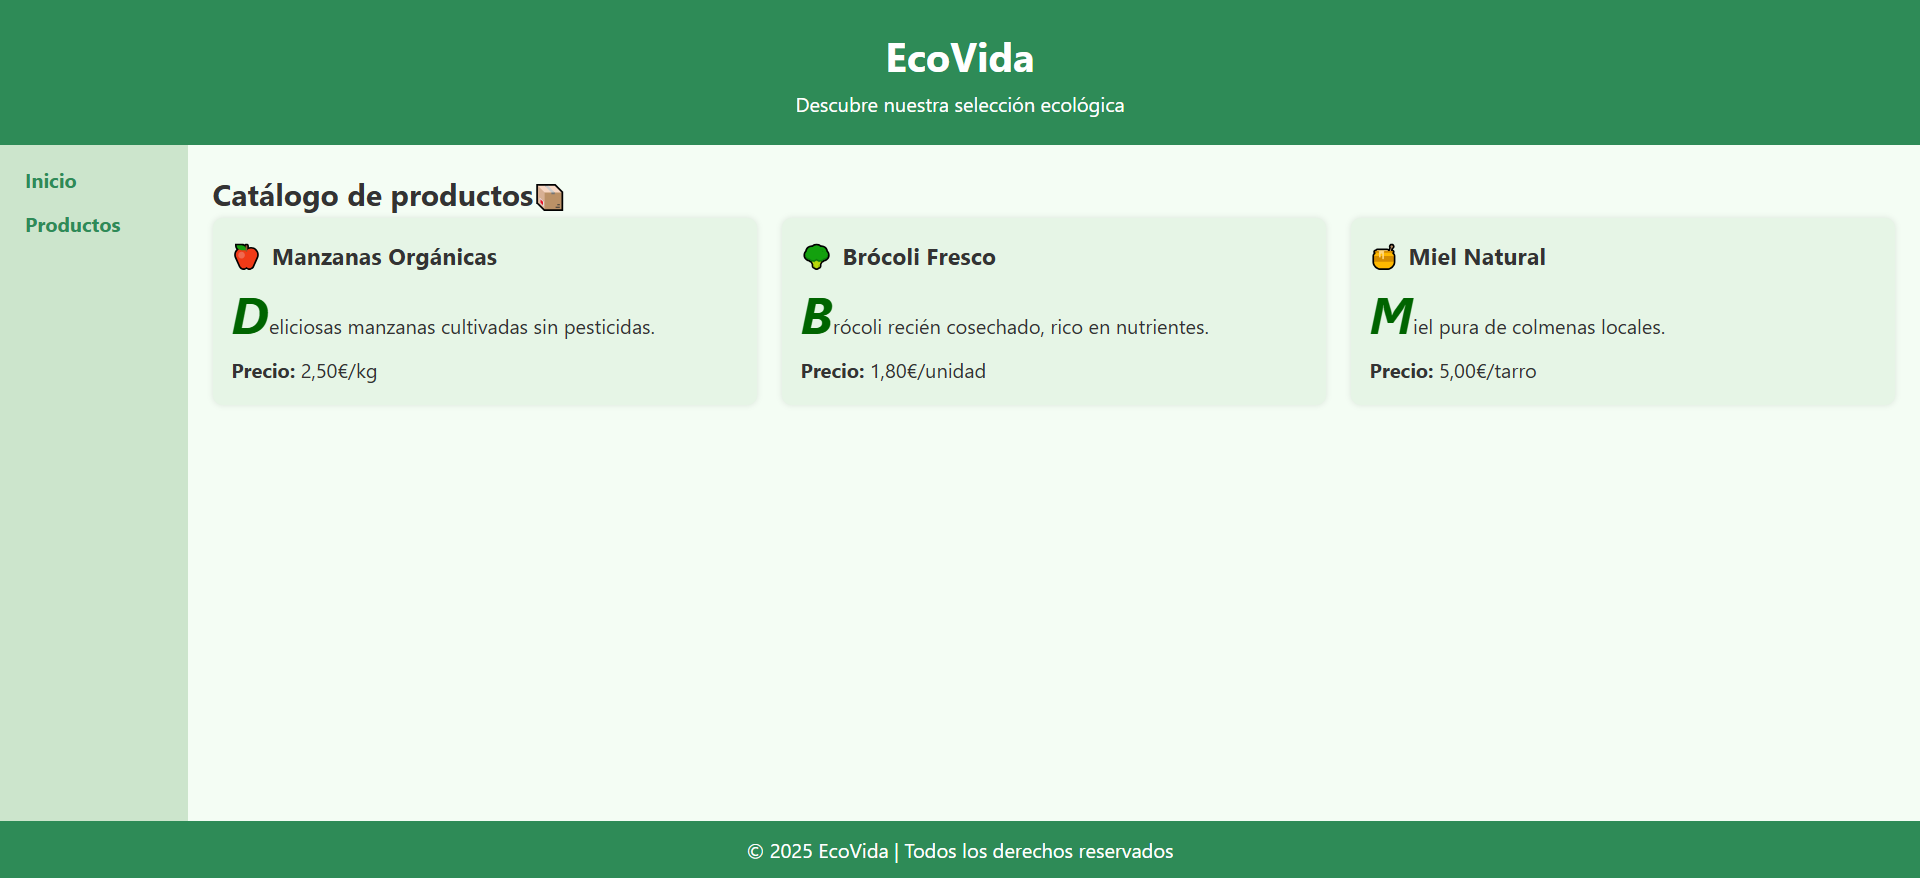 EcoVida
Descubre nuestra selección ecológica
Inicio
Productos
Catálogo de productos
Manzanas Orgánicas
Deliciosas manzanas cultivadas sin pesticidas.
Precio: 2,50€/kg
Brócoli Fresco
Brócoli recién cosechado, rico en nutrientes.
Precio: 1,80€/unidad
Miel Natural
Miel pura de colmenas locales.
Precio: 5,00€/tarro
© 2025 EcoVida | Todos los derechos reservados